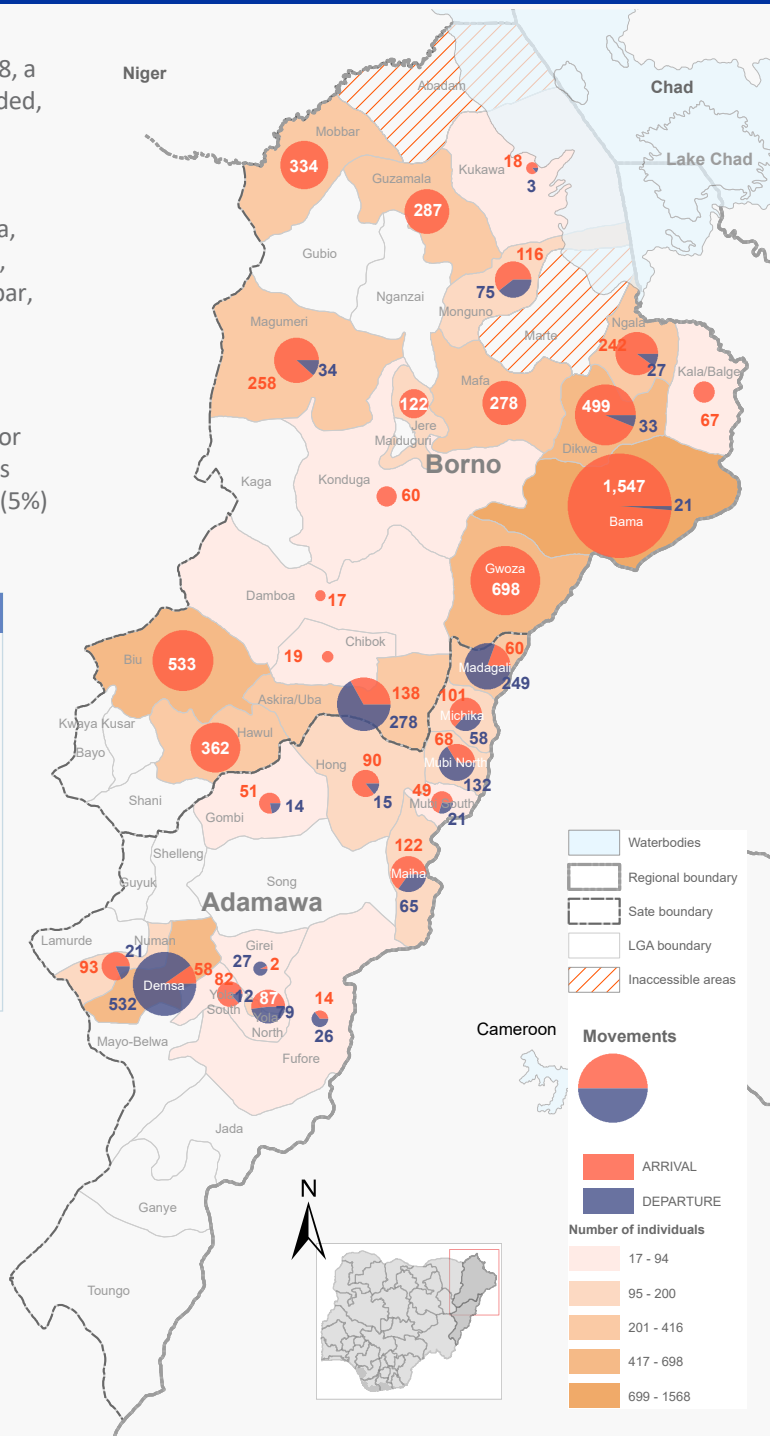 8, a
ded,
a,
,
bar,
or
s
(5%)
Niger
Chad
Lake Chad
Abadam
Mobbar
334
Kukawa
18
3
Guzamala
287
Gubio
Nganzai
116
75
Monguno
Marte
Magumeri
258
34
Ngala
242
27
Kala/Balge
67
Mafa
278
122
Jere
Maiduguri
499
33
Dikwa
Borno
Kaga
Konduga
60
1,547
21
Bama
Gwoza
698
Damboa
17
Chibok
19
Biu
533
60
Madagali
249
Askira/Uba
138
278
101
Michika
58
Kwaya Kusar
Bayo
Hawul
362
Hong
90
15
68
Mubi North
132
Shani
51
14
Gombi
49
Mubi South
21
Shelleng
Guyuk
Song
122
Maiha
65
Adamawa
Lamurde
Numan
21
93
Demsa
58
532
Girei
27
2
82
12
Yola
South
87
79
Yola
North
14
26
Fufore
Mayo-Belwa
Jada
Ganye
Toungo
Cameroon
N
Waterbodies
Regional boundary
Sate boundary
LGA boundary
Inaccessible areas
Movements
ARRIVAL
DEPARTURE
Number of individuals
17 - 94
95 - 200
201 - 416
417 - 698
699 - 1568